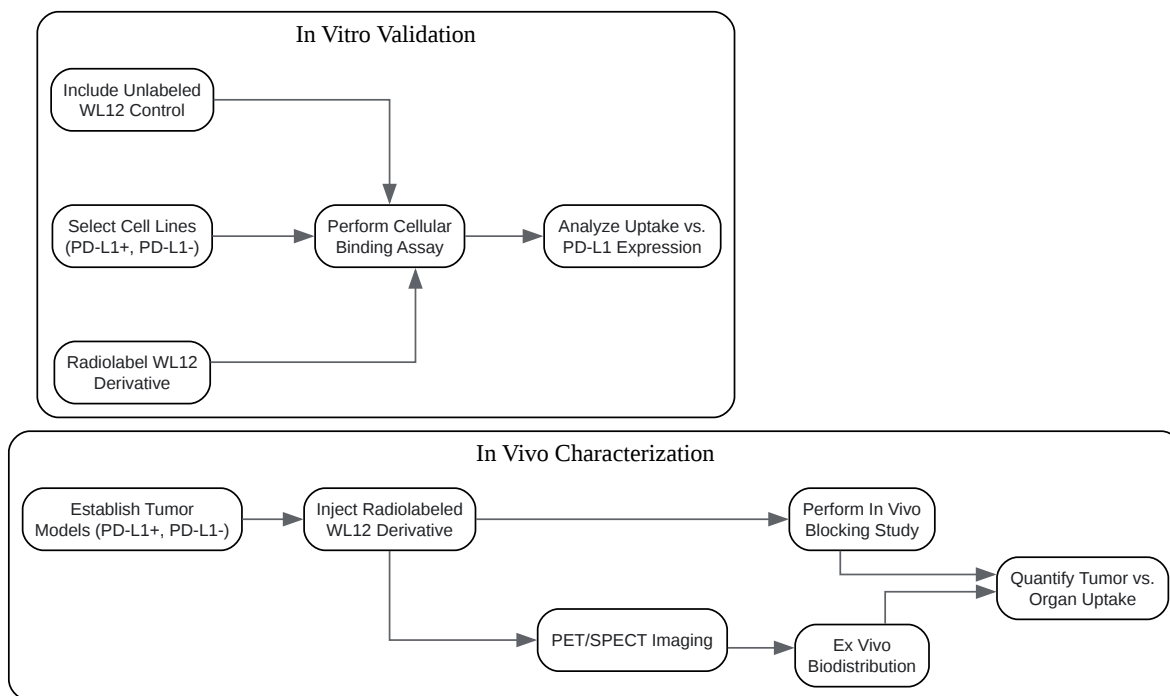 In Vitro Validation
Include Unlabeled
WL12 Control
Select Cell Lines
(PD-L1+, PD-L1-)
Perform Cellular
Binding Assay
Analyze Uptake vs.
PD-L1 Expression
Radiolabel WL12
Derivative
In Vivo Characterization
Establish Tumor
Models (PD-L1+, PD-L1-)
Inject Radiolabeled
WL12 Derivative
Perform In Vivo
Blocking Study
Quantify Tumor vs.
Organ Uptake
PET/SPECT Imaging
Ex Vivo
Biodistribution